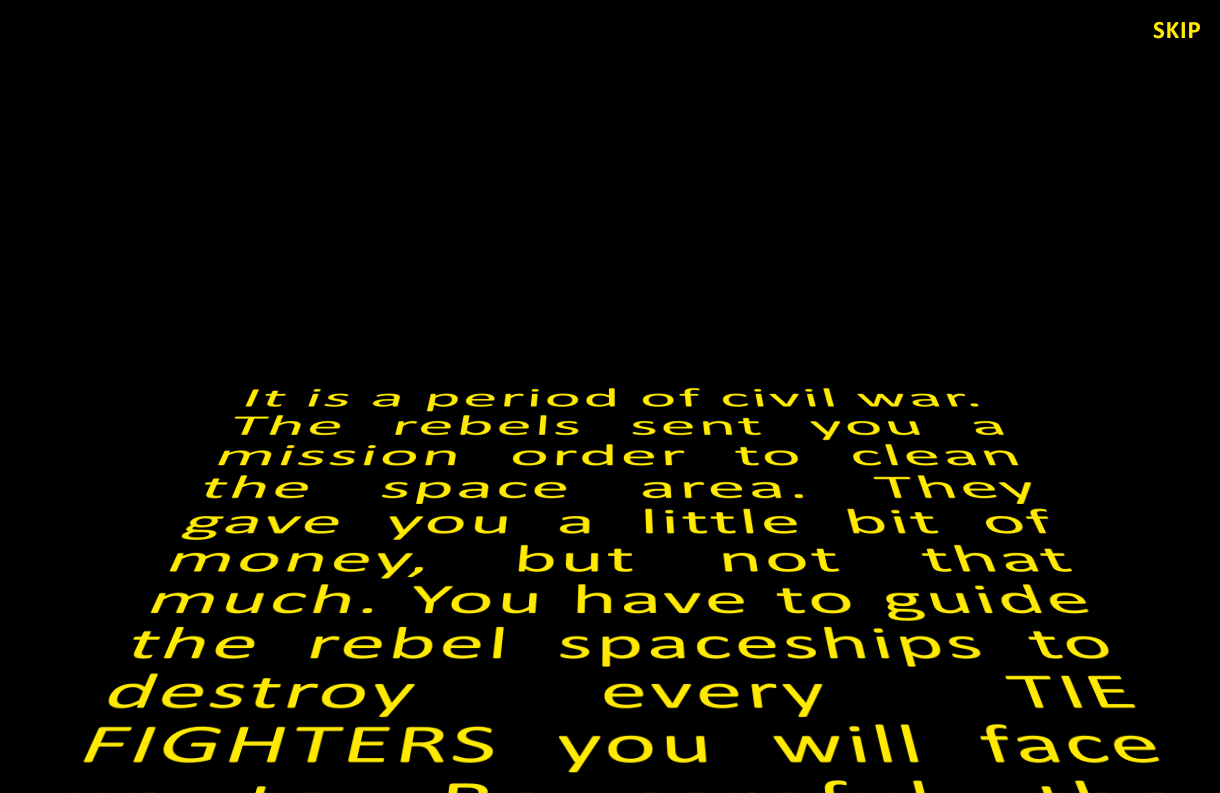 SKIP
It is a period of civil war.
The rebels sent you a
mission order to clean
the space area. They
gave you a little bit of
money, but not that
much. You have to guide
the rebel spaceships to
destroy every TIE
FIGHTERS you will face